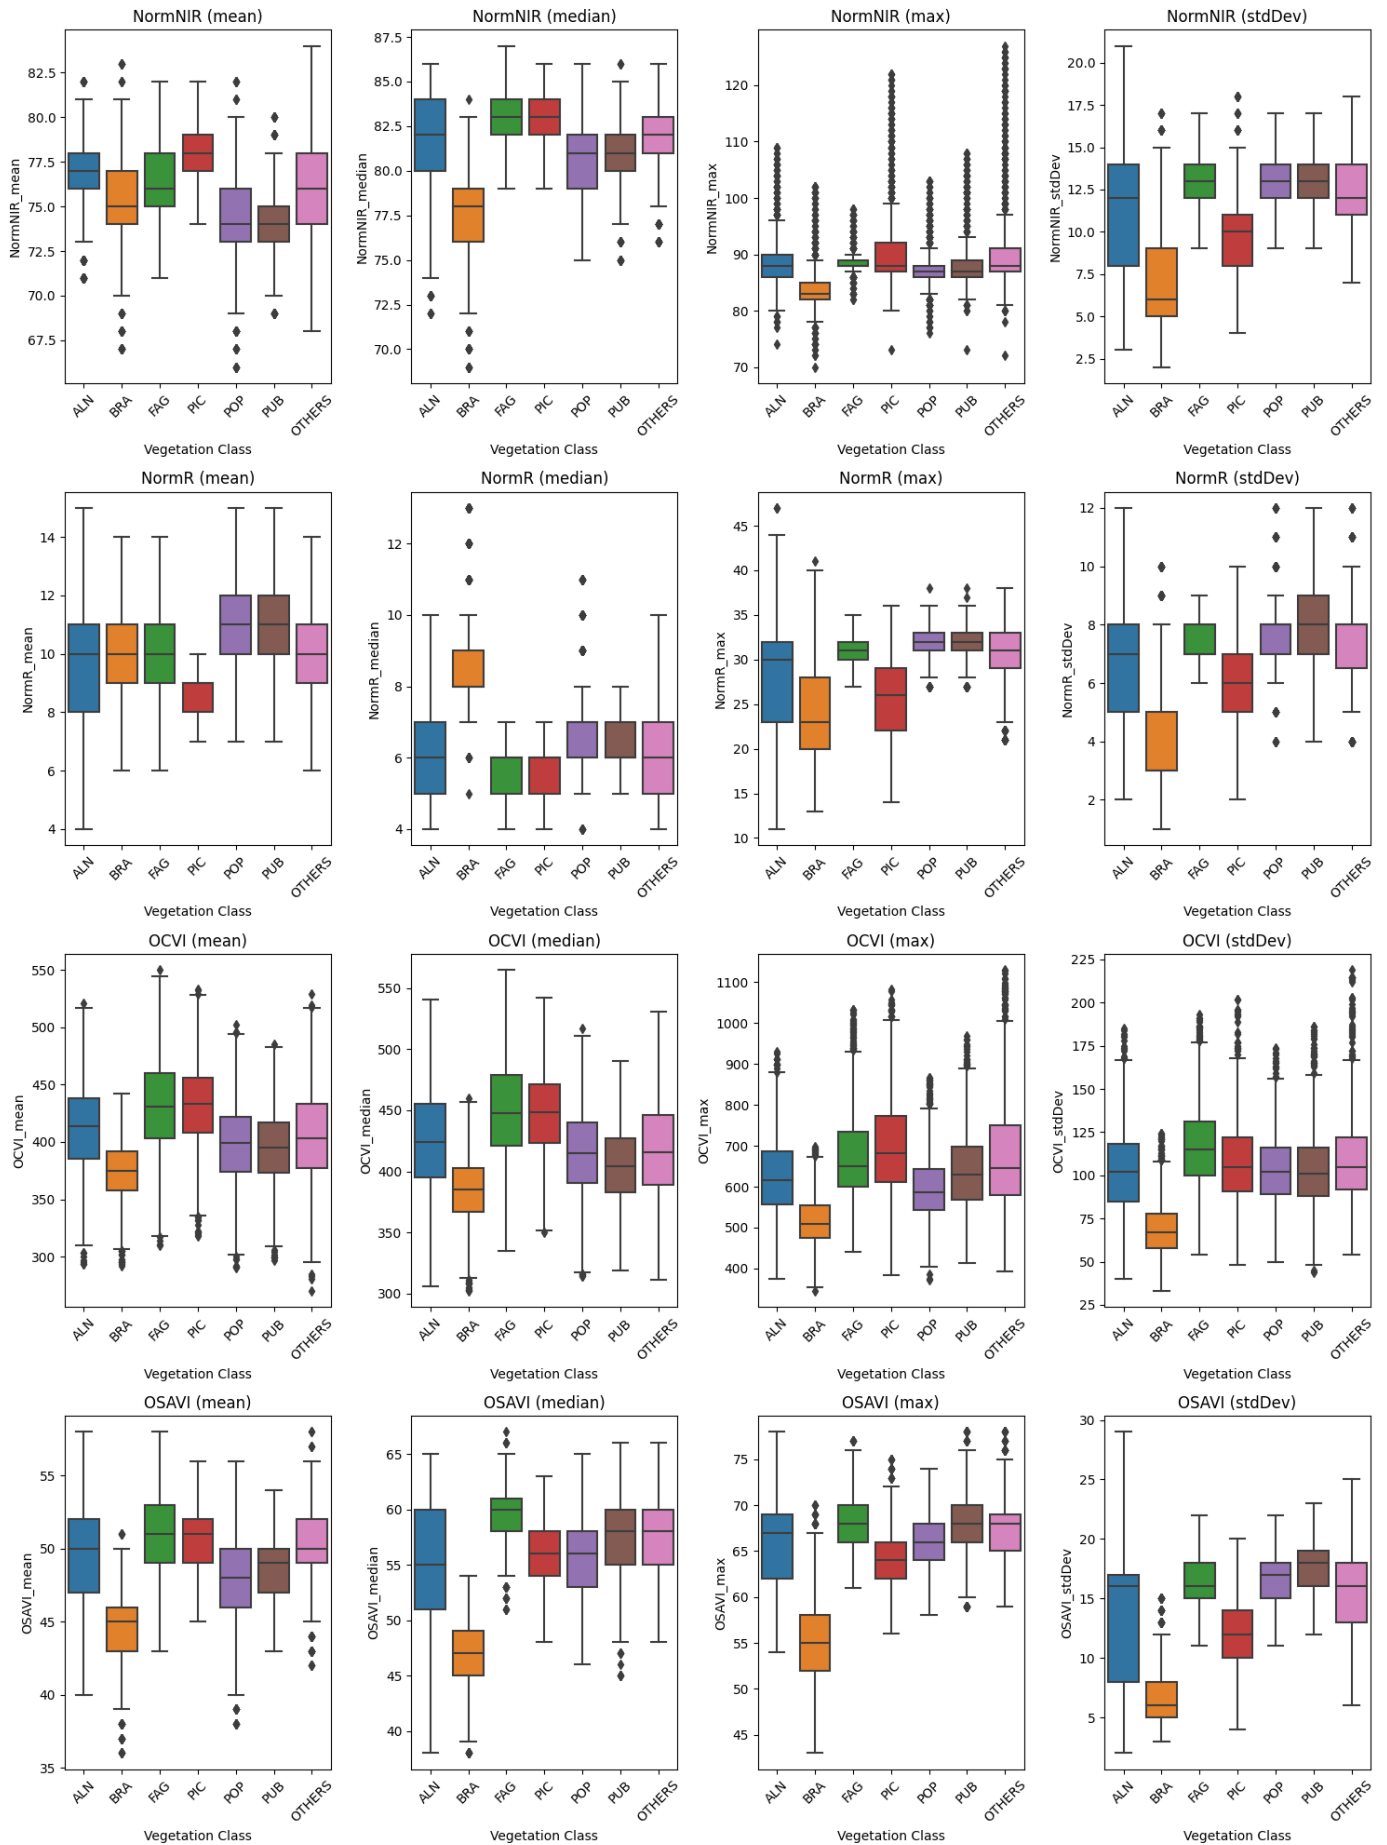 NormNIR (mean)
NormNIR_mean
82.5
80.0
77.5
75.0
72.5
70.0
67.5
ALN
BRA
FAG
PIC
POP
PUB
OTHERS
Vegetation Class
NormNIR (median)
NormNIR_median
87.5
85.0
82.5
80.0
77.5
75.0
72.5
70.0
ALN
BRA
FAG
PIC
POP
PUB
OTHERS
Vegetation Class
NormNIR (max)
NormNIR_max
120
110
100
90
80
70
ALN
BRA
FAG
PIC
POP
PUB
OTHERS
Vegetation Class
NormNIR (stdDev)
NormNIR_stdDev
20.0
17.5
15.0
12.5
10.0
7.5
5.0
2.5
ALN
BRA
FAG
PIC
POP
PUB
OTHERS
Vegetation Class
NormR (mean)
NormR_mean
14
12
10
8
6
4
ALN
BRA
FAG
PIC
POP
PUB
OTHERS
Vegetation Class
NormR (median)
NormR_median
12
10
8
6
4
ALN
BRA
FAG
PIC
POP
PUB
OTHERS
Vegetation Class
NormR (max)
NormR_max
45
40
35
30
25
20
15
10
ALN
BRA
FAG
PIC
POP
PUB
OTHERS
Vegetation Class
NormR (stdDev)
NormR_stdDev
12
10
8
6
4
2
ALN
BRA
FAG
PIC
POP
PUB
OTHERS
Vegetation Class
OCVI (mean)
OCVI_mean
550
500
450
400
350
300
ALN
BRA
FAG
PIC
POP
PUB
OTHERS
Vegetation Class
OCVI (median)
OCVI_median
550
500
450
400
350
300
ALN
BRA
FAG
PIC
POP
PUB
OTHERS
Vegetation Class
OCVI (max)
OCVI_max
1100
1000
900
800
700
600
500
400
ALN
BRA
FAG
PIC
POP
PUB
OTHERS
Vegetation Class
OCVI (stdDev)
OCVI_stdDev
225
200
175
150
125
100
75
50
25
ALN
BRA
FAG
PIC
POP
PUB
OTHERS
Vegetation Class
OSAVI (mean)
OSAVI_mean
55
50
45
40
35
ALN
BRA
FAG
PIC
POP
PUB
OTHERS
Vegetation Class
OSAVI (median)
OSAVI_median
65
60
55
50
45
40
ALN
BRA
FAG
PIC
POP
PUB
OTHERS
Vegetation Class
OSAVI (max)
OSAVI_max
75
70
65
60
55
50
45
ALN
BRA
FAG
PIC
POP
PUB
OTHERS
Vegetation Class
OSAVI (stdDev)
OSAVI_stdDev
30
25
20
15
10
5
ALN
BRA
FAG
PIC
POP
PUB
OTHERS
Vegetation Class